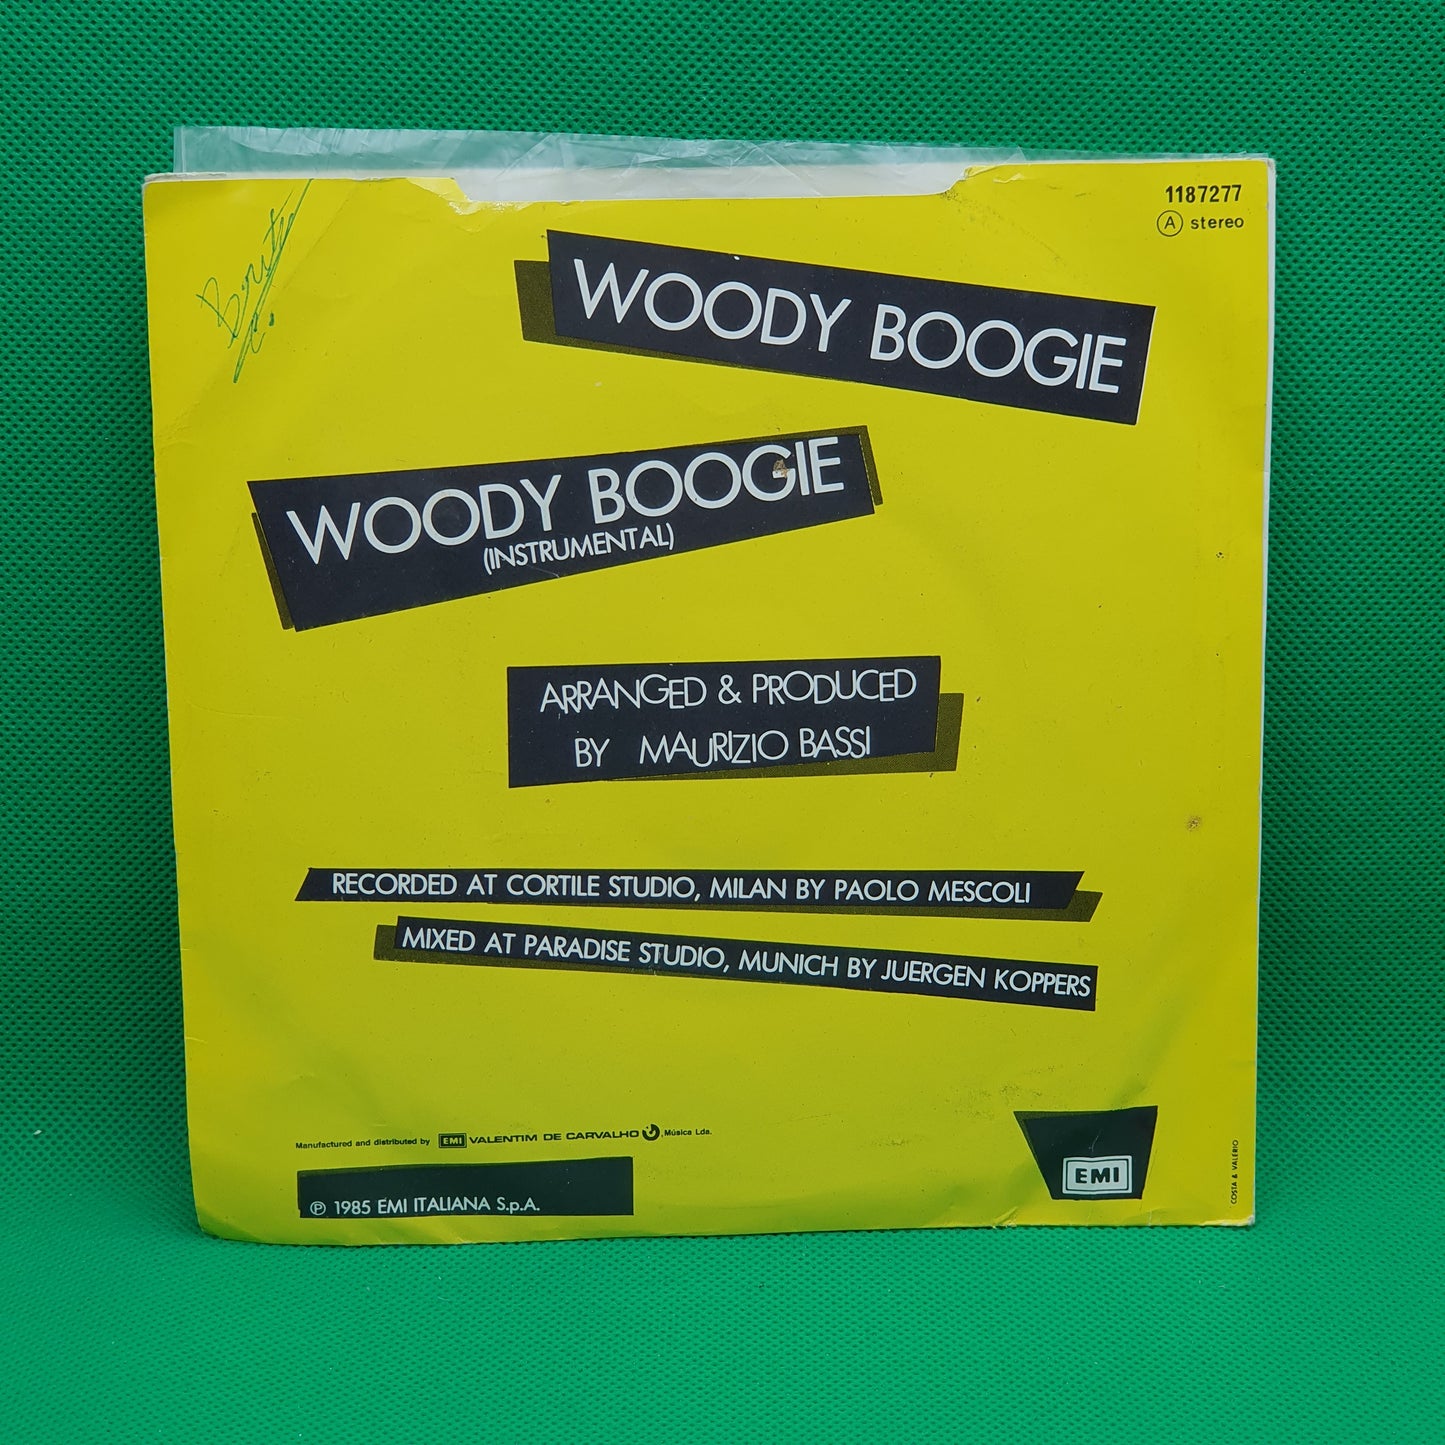 1187277
Ⓐ stereo
WOODY BOOGIE
WOODY BOOGIE
(INSTRUMENTAL)
ARRANGED & PRODUCED
BY MAURIZIO BASSI
RECORDED AT CORTILE STUDIO, MILAN BY PAOLO MESCOLI
MIXED AT PARADISE STUDIO, MUNICH BY JUERGEN KOPPERS
Manufactured and distributed by EMI VALENTIM DE CARVALHO, Música Lda.
℗ 1985 EMI ITALIANA S.p.A.
EMI
COSTA & VALÉRIO